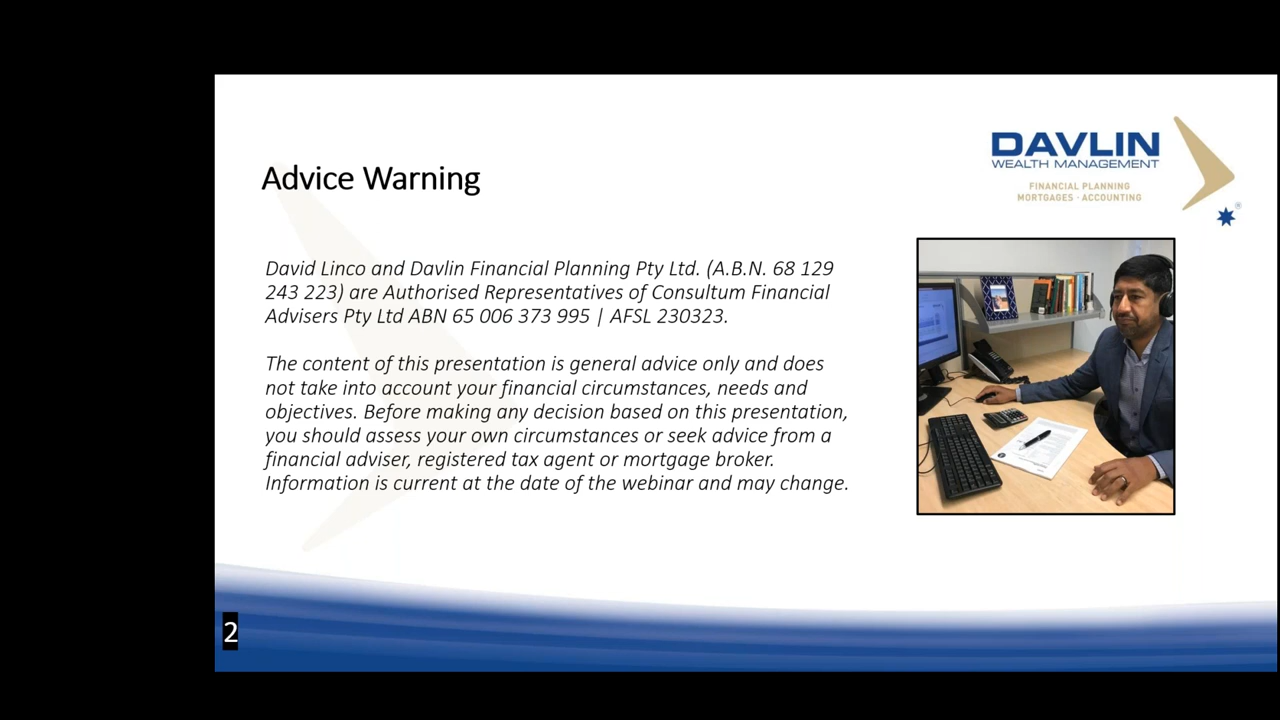 DAVLIN
WEALTH MANAGEMENT
FINANCIAL PLANNING
MORTGAGES · ACCOUNTING
®
Advice Warning
David Linco and Davlin Financial Planning Pty Ltd. (A.B.N. 68 129
243 223) are Authorised Representatives of Consultum Financial
Advisers Pty Ltd ABN 65 006 373 995 | AFSL 230323.
The content of this presentation is general advice only and does
not take into account your financial circumstances, needs and
objectives. Before making any decision based on this presentation,
you should assess your own circumstances or seek advice from a
financial adviser, registered tax agent or mortgage broker.
Information is current at the date of the webinar and may change.
2